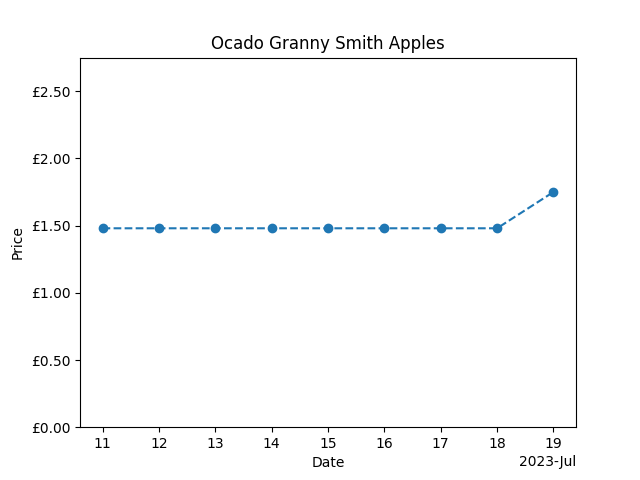 Ocado Granny Smith Apples
£2.50
£2.00
£1.50
£1.00
£0.50
£0.00
Price
11 12 13 14 15 16 17 18 19
Date
2023-Jul